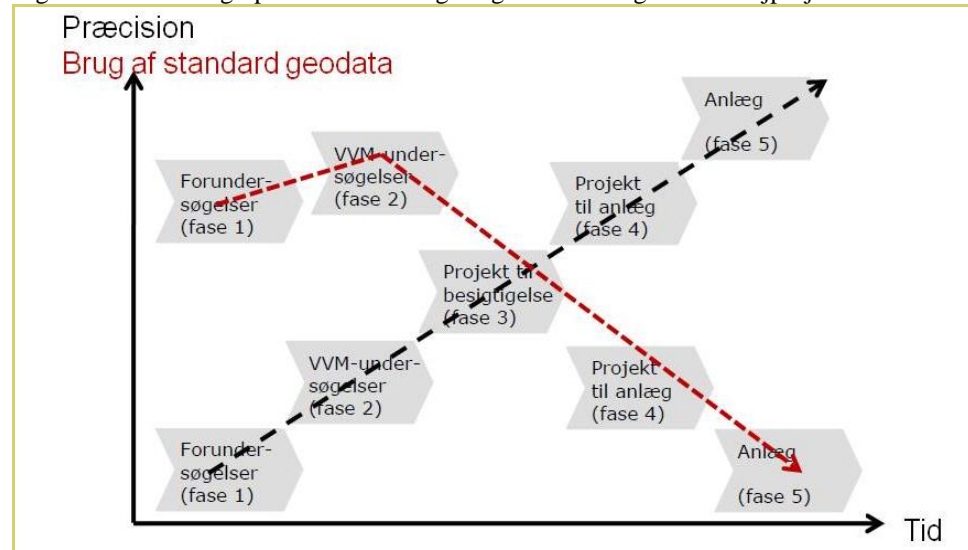 Præcision
Brug af standard geodata
Anlæg
(fase 5)
VVM-under-
søgelser
(fase 2)
Forunder-
søgelser
(fase 1)
Projekt
til anlæg
(fase 4)
Projekt til
besigtigelse
(fase 3)
VVM-under-
søgelser
(fase 2)
Projekt
til anlæg
(fase 4)
Forunder-
søgelser
(fase 1)
Anlæg
(fase 5)
Tid